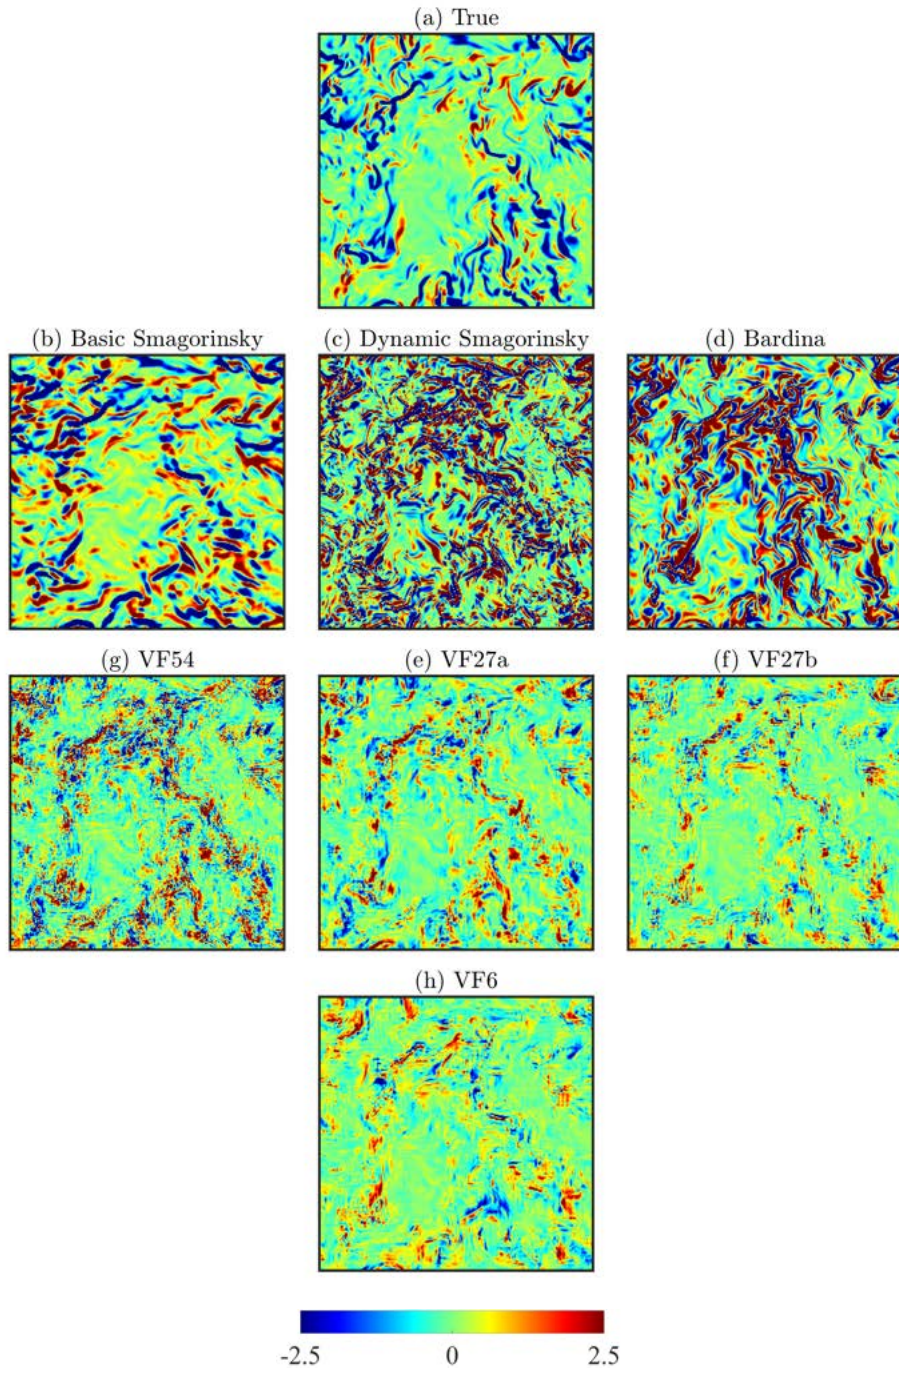 (a) True
(b) Basic Smagorinsky (c) Dynamic Smagorinsky (d) Bardina
(g) VF54 (e) VF27a (f) VF27b
(h) VF6
-2.5 0 2.5